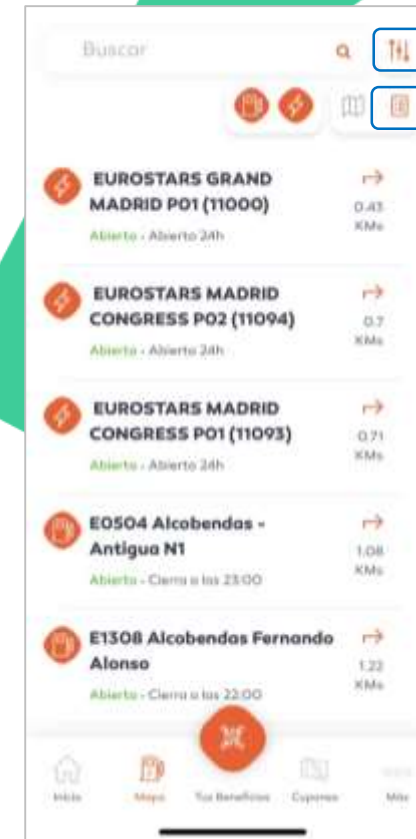 Buscar
EUROSTARS GRAND
MADRID P01 (11000)
0.43
KMs
Abierto - Abierto 24h
EUROSTARS MADRID
CONGRESS P02 (11094)
0.7
KMs
Abierto - Abierto 24h
EUROSTARS MADRID
CONGRESS P01 (11093)
0.71
KMs
Abierto - Abierto 24h
E0504 Alcobendas -
Antigua N1
1.08
KMs
Abierto - Cierra a las 23:00
E1308 Alcobendas Fernando
Alonso
1.22
KMs
Abierto - Cierra a las 22:00
Inicio
Mapa
Tus Beneficios
Cupones
Más